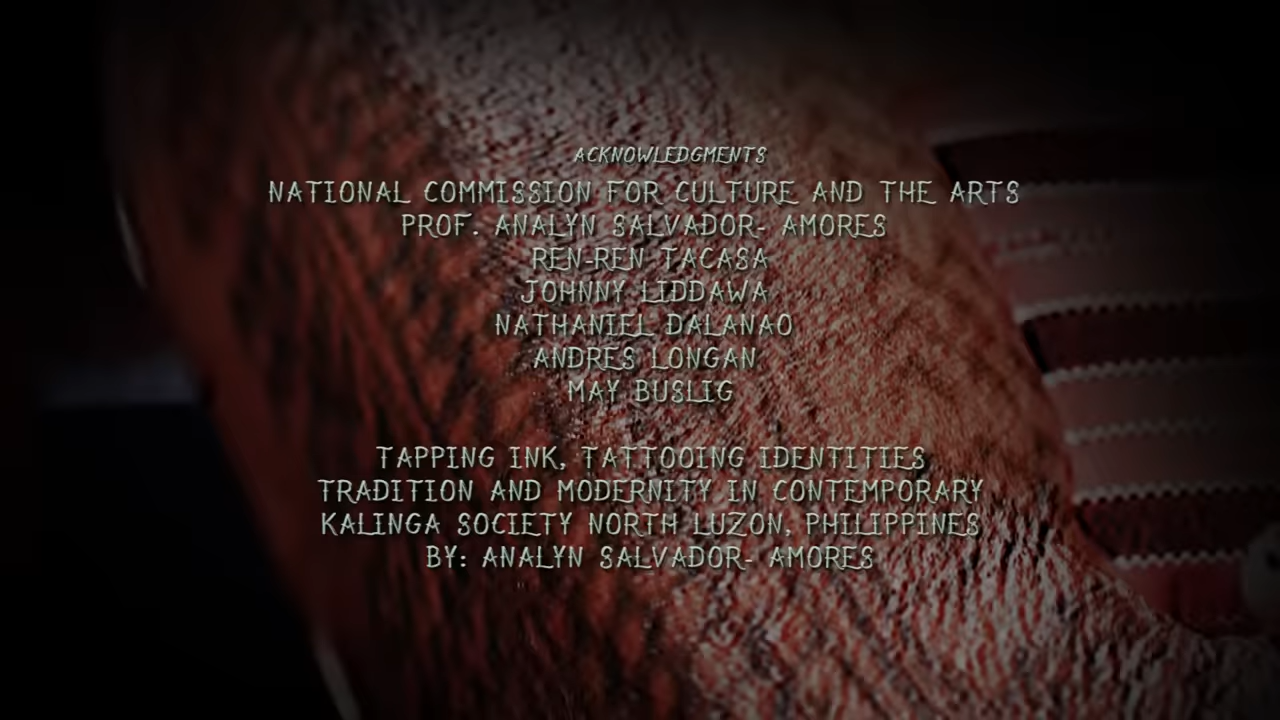 ACKNOWLEDGMENTS
NATIONAL COMMISSION FOR CULTURE AND THE ARTS
PROF. ANALYN SALVADOR- AMORES
REN-REN TACASA
JOHNNY LIDDAWA
NATHANIEL DALANAO
ANDRES LONGAN
MAY BUSLIG
TAPPING INK, TATTOOING IDENTITIES
TRADITION AND MODERNITY IN CONTEMPORARY
KALINGA SOCIETY NORTH LUZON, PHILIPPINES
BY: ANALYN SALVADOR- AMORES